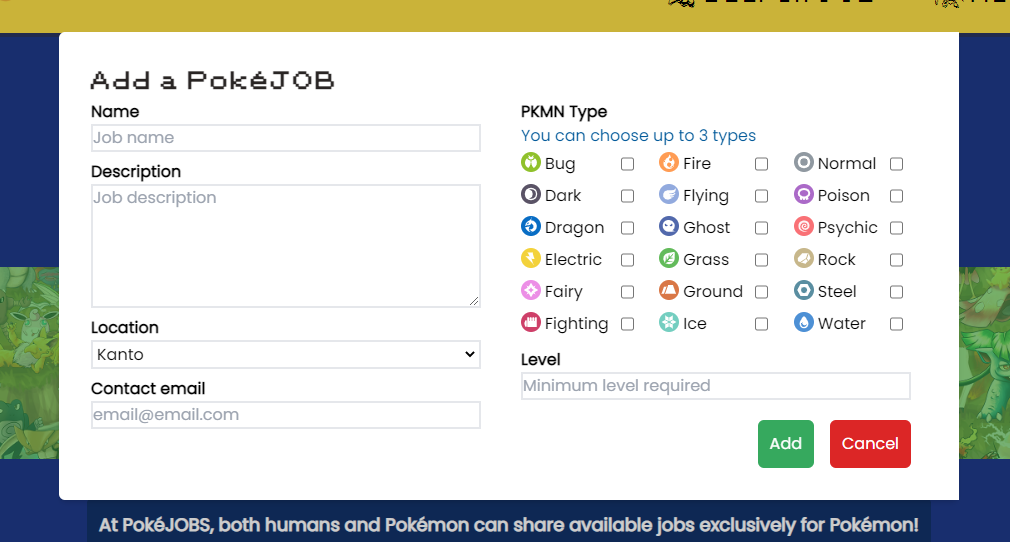 Add a PokéJOB
Name
Job name
Description
Job description
Location
Kanto
Contact email
email@email.com
PKMN Type
You can choose up to 3 types
Bug Fire Normal
Dark Flying Poison
Dragon Ghost Psychic
Electric Grass Rock
Fairy Ground Steel
Fighting Ice Water
Level
Minimum level required
Add Cancel
At PokéJOBS, both humans and Pokémon can share available jobs exclusively for Pokémon!